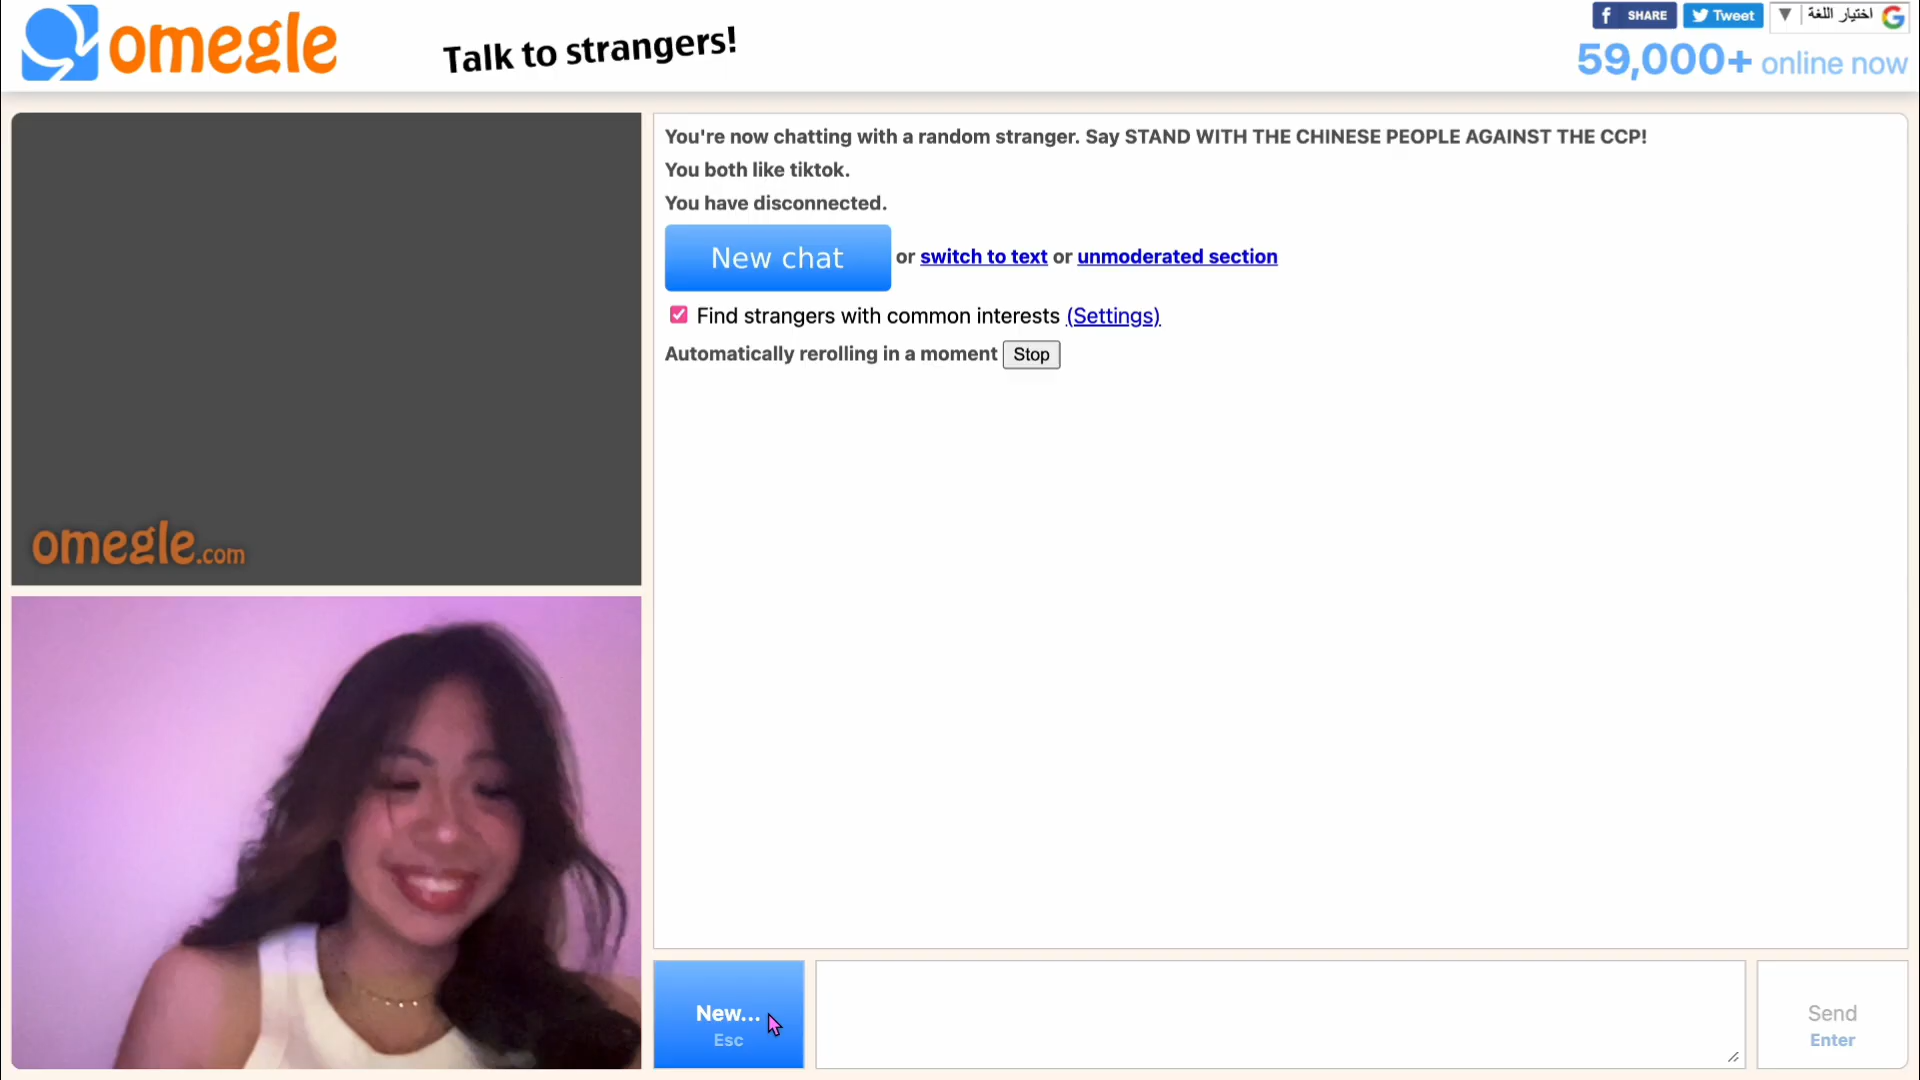 omegle
Talk to strangers!
f SHARE
Tweet
▼ اختيار اللغة
59,000+ online now
omegle.com
You're now chatting with a random stranger. Say STAND WITH THE CHINESE PEOPLE AGAINST THE CCP!
You both like tiktok.
You have disconnected.
New chat or switch to text or unmoderated section
Find strangers with common interests (Settings)
Automatically rerolling in a moment Stop
New...
Esc
Send
Enter